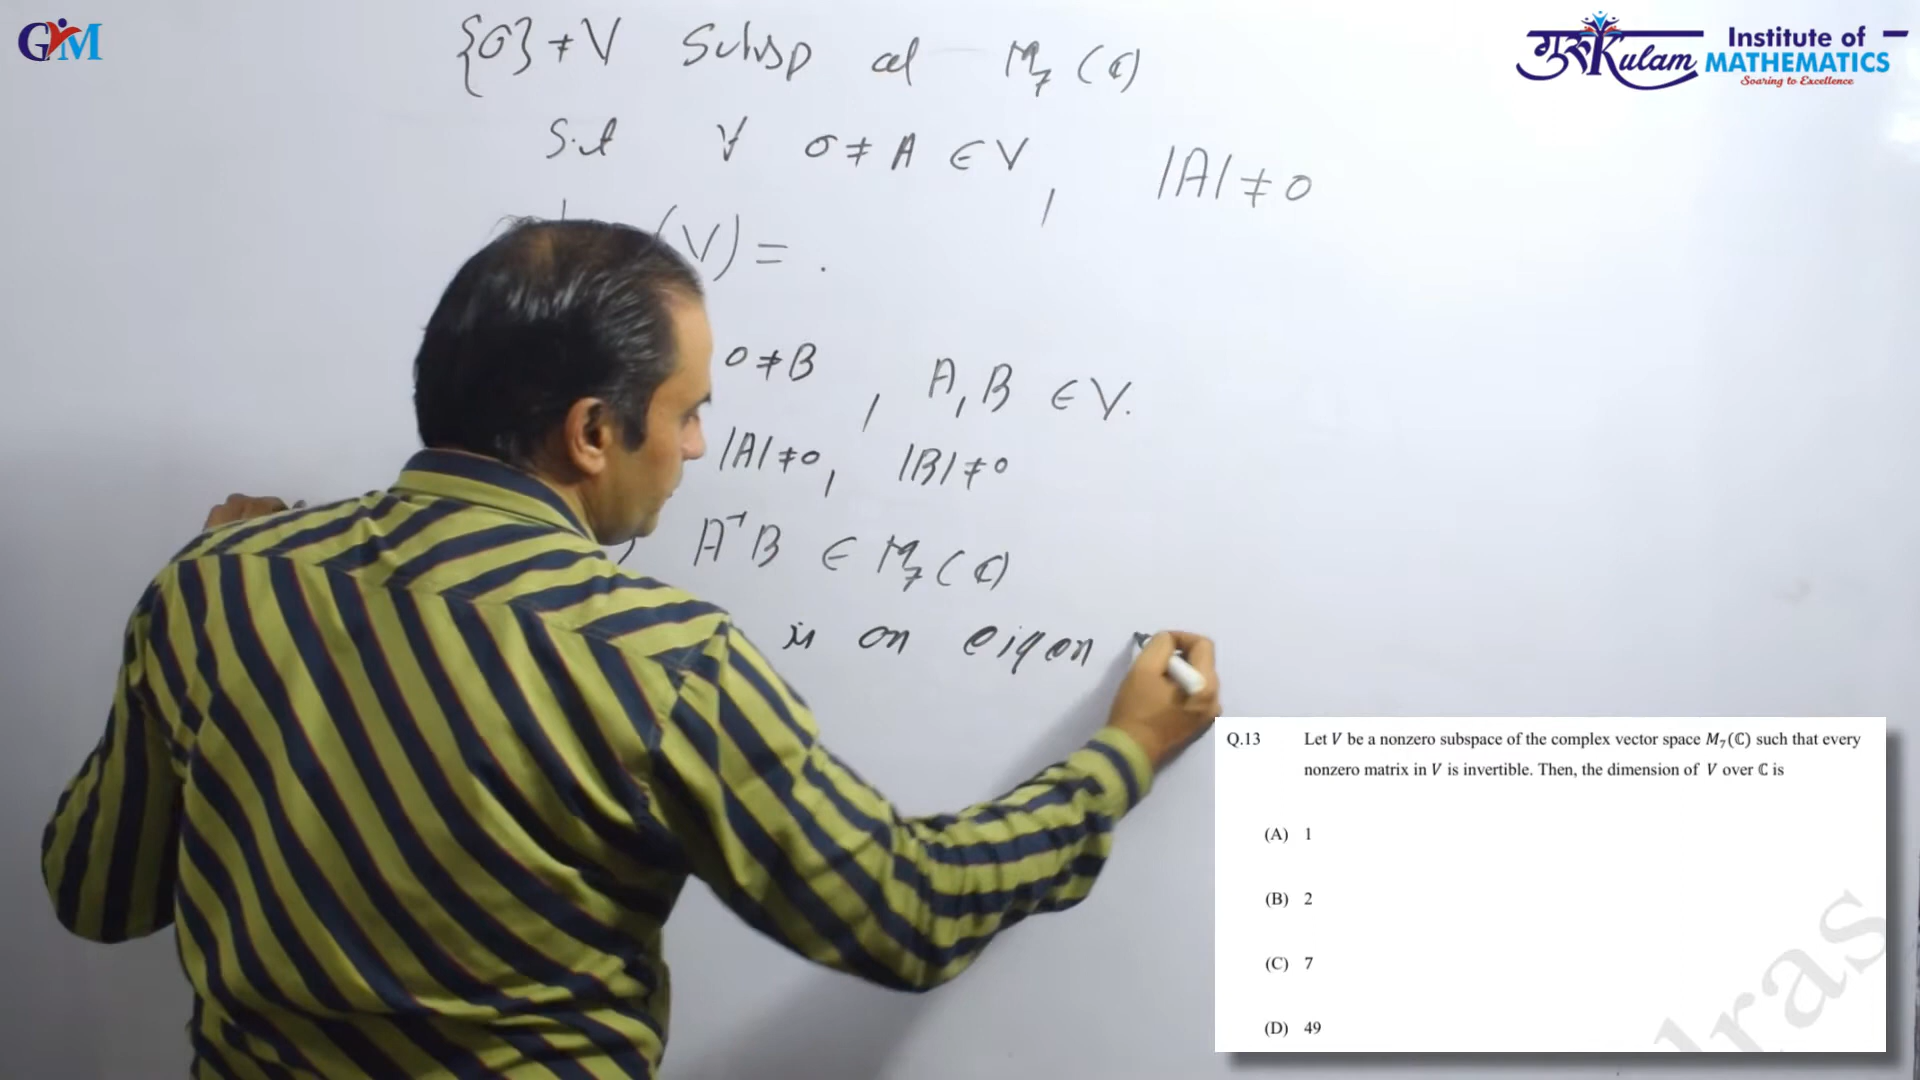 GIM
गुरुKulam Institute of MATHEMATICS
Soaring to Excellence
{0} ≠ V Subsp of M₇(ℂ)
S.t ∀ 0 ≠ A ∈ V, |A| ≠ 0
(V) = .
0 ≠ B, A, B ∈ V.
|A| ≠ 0, |B| ≠ 0
A⁻¹B ∈ M₇(ℂ)
is an eigen
Q.13 Let V be a nonzero subspace of the complex vector space M₇(ℂ) such that every
nonzero matrix in V is invertible. Then, the dimension of V over ℂ is
(A) 1
(B) 2
(C) 7
(D) 49
dras